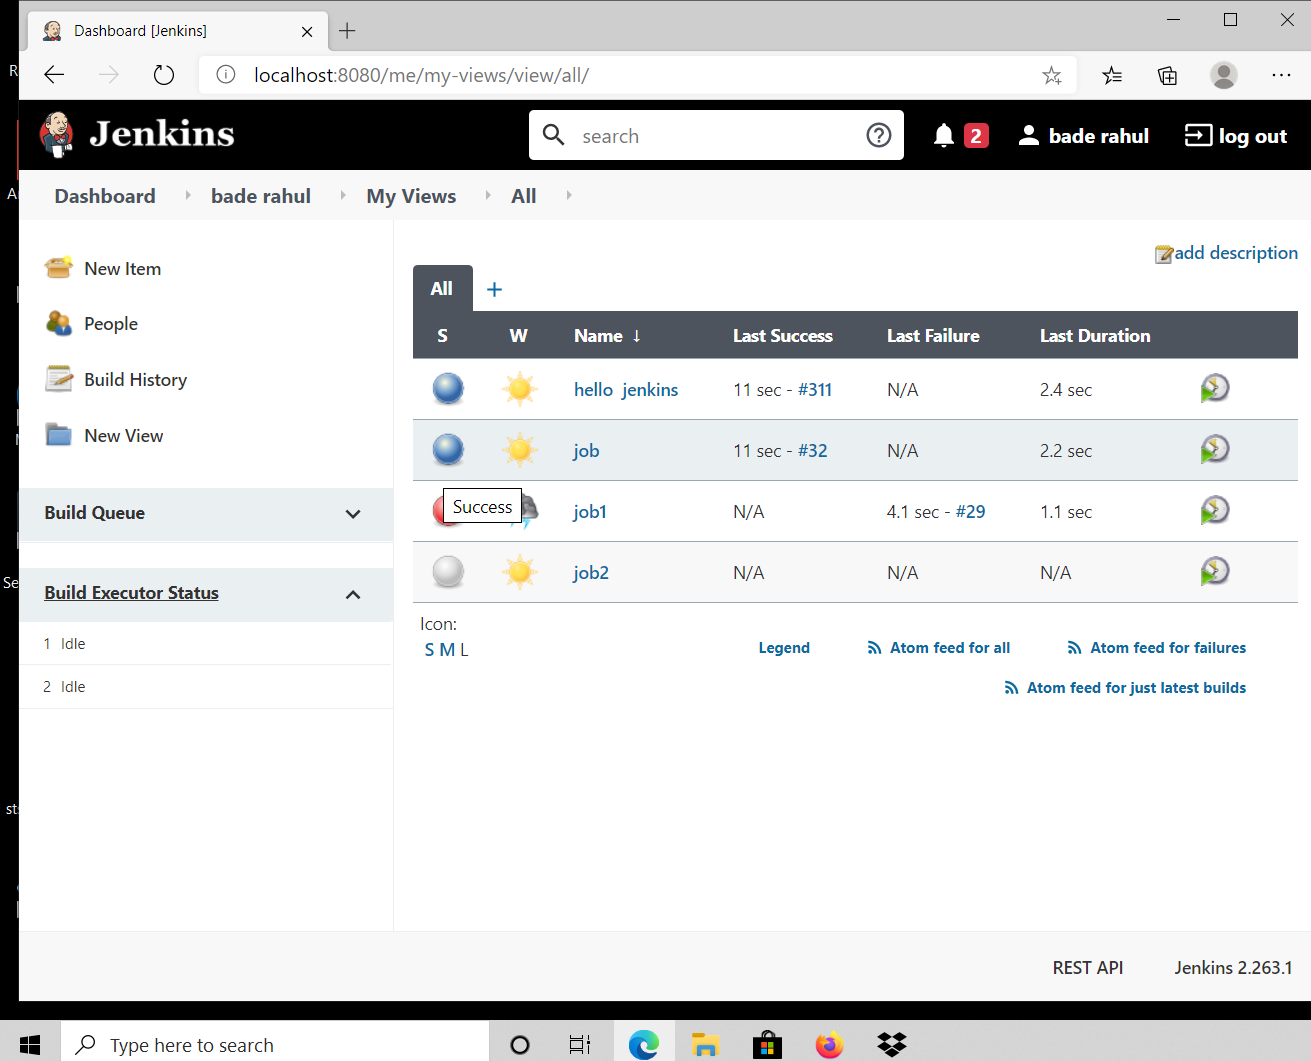 Dashboard [Jenkins]
localhost:8080/me/my-views/view/all/
Jenkins
search
2
bade rahul
log out
Dashboard
bade rahul
My Views
All
New Item
People
Build History
New View
Build Queue
Build Executor Status
1 Idle
2 Idle
add description
All
+
S W Name ↓ Last Success Last Failure Last Duration
hello jenkins 11 sec - #311 N/A 2.4 sec
job 11 sec - #32 N/A 2.2 sec
Success
job1 N/A 4.1 sec - #29 1.1 sec
job2 N/A N/A N/A
Icon:
S M L
Legend
Atom feed for all
Atom feed for failures
Atom feed for just latest builds
REST API
Jenkins 2.263.1
Type here to search